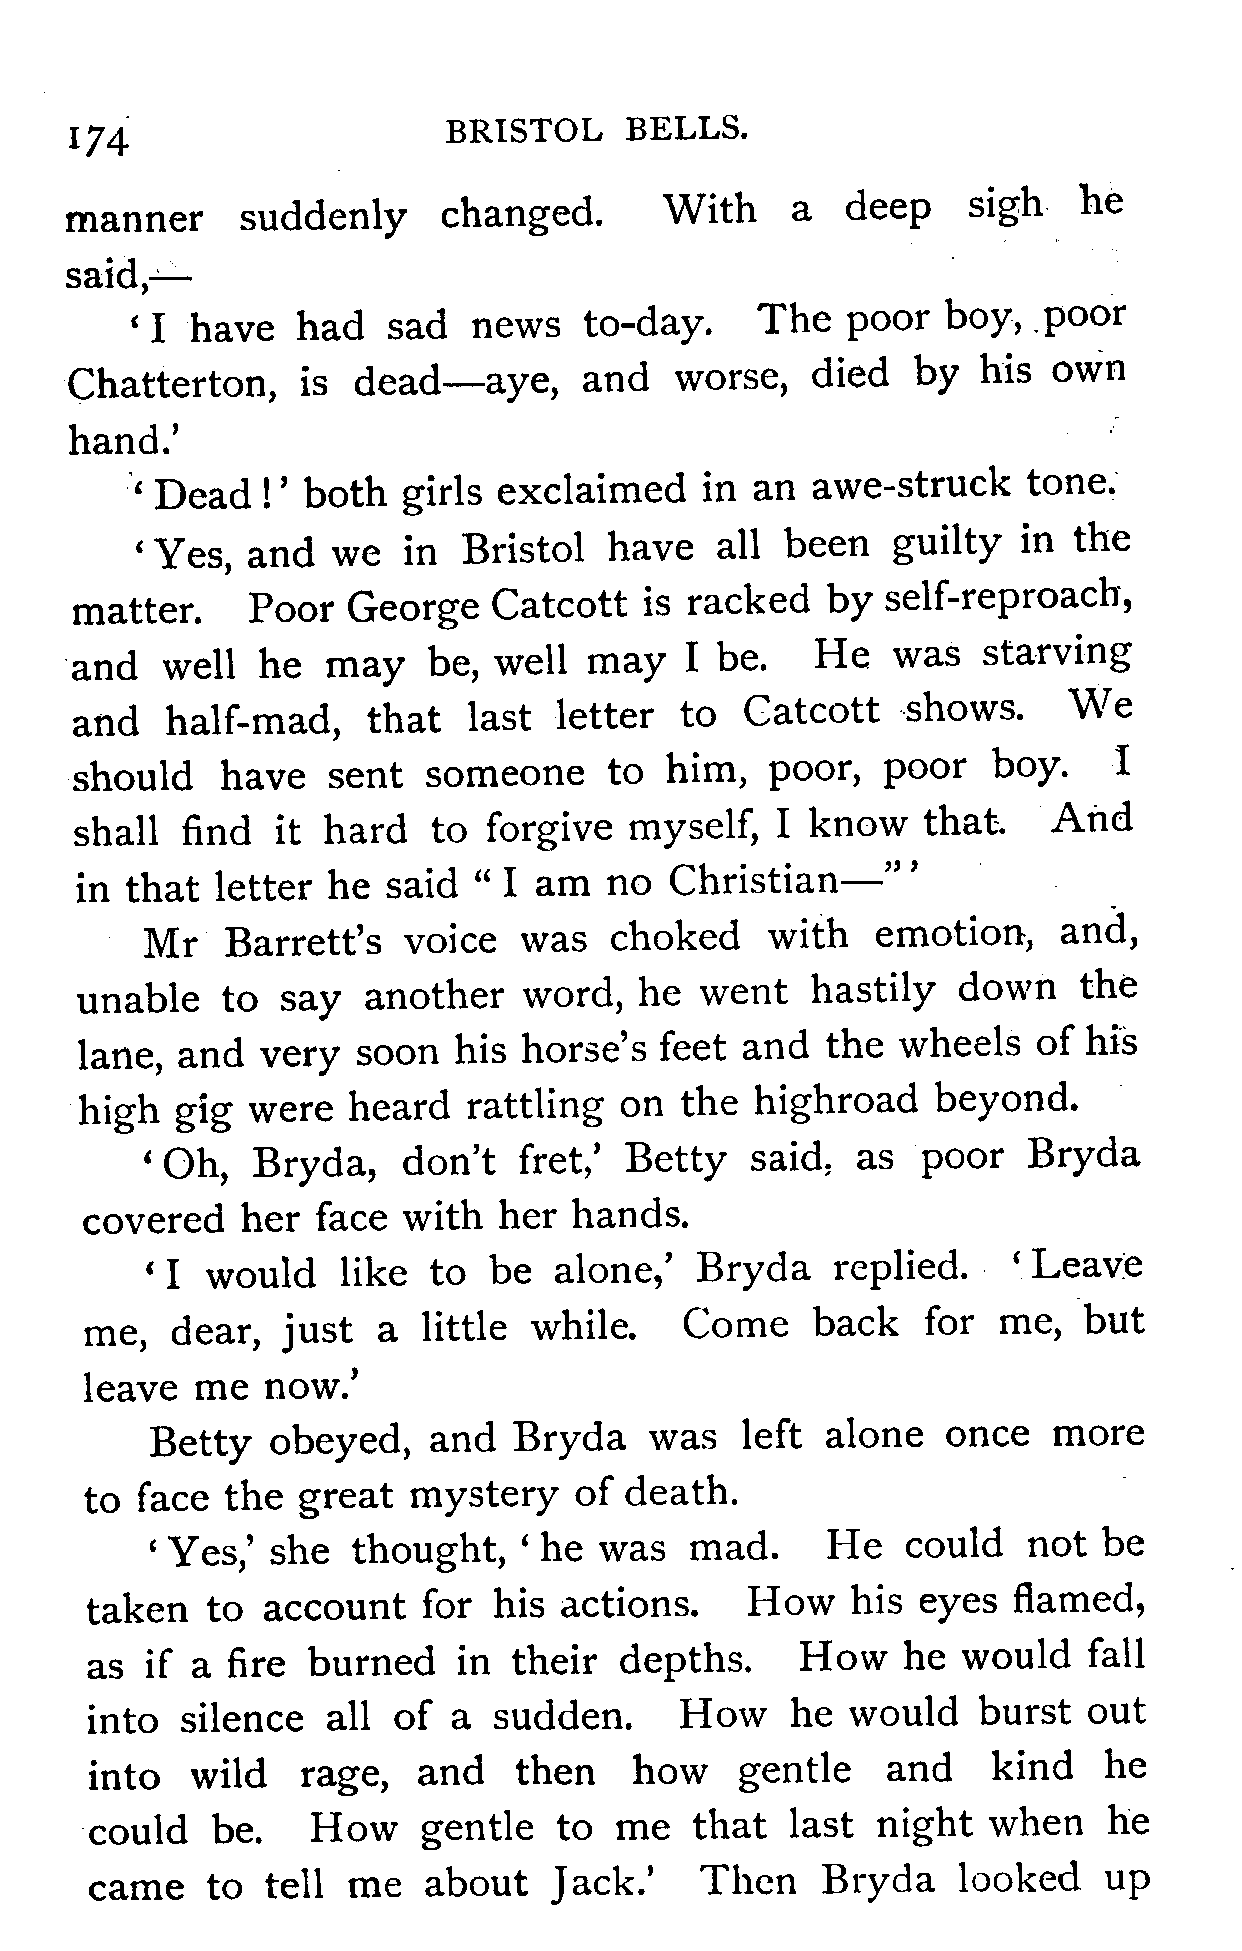 174 BRISTOL BELLS.
manner suddenly changed. With a deep sigh he
said,—
‘ I have had sad news to-day. The poor boy, poor
Chatterton, is dead—aye, and worse, died by his own
hand.’
‘ Dead ! ’ both girls exclaimed in an awe-struck tone.
‘ Yes, and we in Bristol have all been guilty in the
matter. Poor George Catcott is racked by self-reproach,
and well he may be, well may I be. He was starving
and half-mad, that last letter to Catcott shows. We
should have sent someone to him, poor, poor boy. I
shall find it hard to forgive myself, I know that. And
in that letter he said “ I am no Christian—” ’
Mr Barrett’s voice was choked with emotion, and,
unable to say another word, he went hastily down the
lane, and very soon his horse’s feet and the wheels of his
high gig were heard rattling on the highroad beyond.
‘ Oh, Bryda, don’t fret,’ Betty said, as poor Bryda
covered her face with her hands.
‘ I would like to be alone,’ Bryda replied. ‘ Leave
me, dear, just a little while. Come back for me, but
leave me now.’
Betty obeyed, and Bryda was left alone once more
to face the great mystery of death.
‘ Yes,’ she thought, ‘ he was mad. He could not be
taken to account for his actions. How his eyes flamed,
as if a fire burned in their depths. How he would fall
into silence all of a sudden. How he would burst out
into wild rage, and then how gentle and kind he
could be. How gentle to me that last night when he
came to tell me about Jack.’ Then Bryda looked up